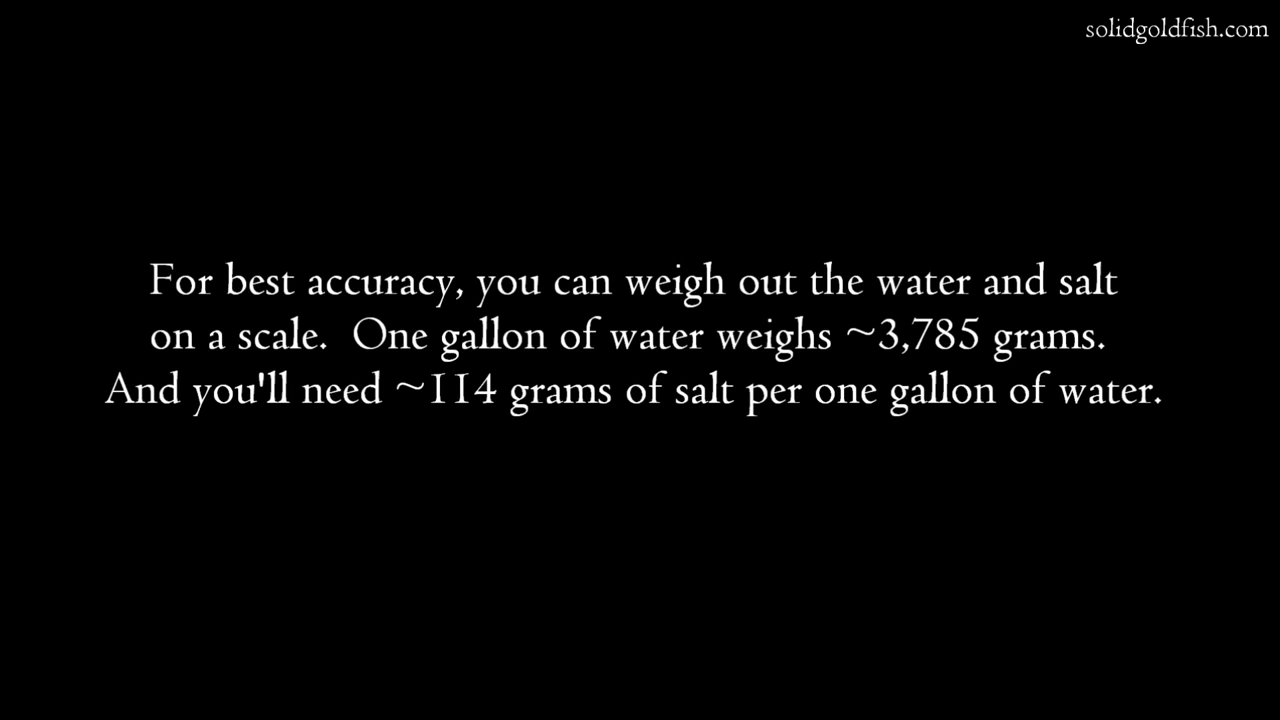 solidgoldfish.com
For best accuracy, you can weigh out the water and salt
on a scale.  One gallon of water weighs ~3,785 grams.
And you'll need ~114 grams of salt per one gallon of water.